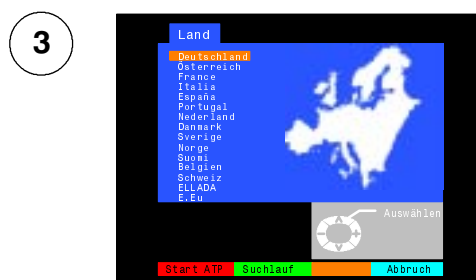 3
Land
Deutschland
Österreich
France
Italia
España
Portugal
Nederland
Danmark
Sverige
Norge
Suomi
Belgien
Schweiz
ELLADA
E.Eu
Auswählen
Start ATP Suchlauf Abbruch